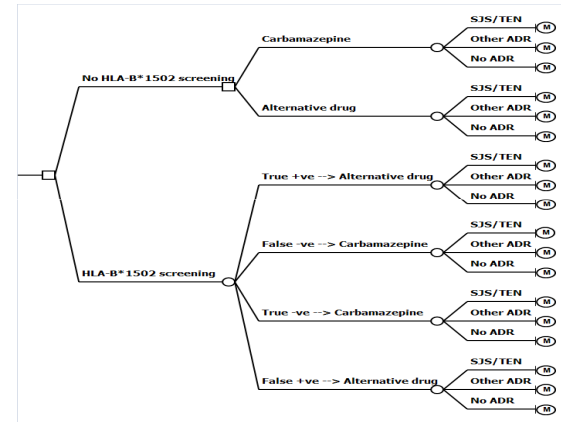 SJS/TEN
M
Carbamazepine
Other ADR
M
No ADR
M
No HLA-B*1502 screening
SJS/TEN
M
Alternative drug
Other ADR
M
No ADR
M
SJS/TEN
M
True +ve --> Alternative drug
Other ADR
M
No ADR
M
SJS/TEN
M
False -ve --> Carbamazepine
Other ADR
M
No ADR
M
HLA-B*1502 screening
SJS/TEN
M
True -ve --> Carbamazepine
Other ADR
M
No ADR
M
SJS/TEN
M
False +ve --> Alternative drug
Other ADR
M
No ADR
M